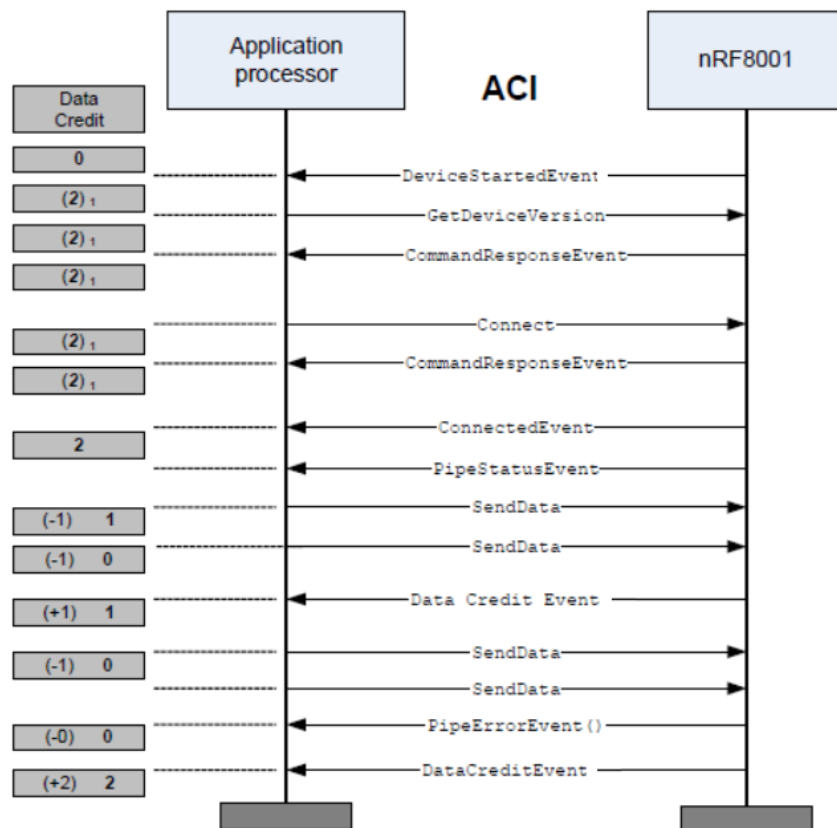 Application
processor
ACI
nRF8001
Data
Credit
0
DeviceStartedEvent
(2) 1
GetDeviceVersion
(2) 1
CommandResponseEvent
(2) 1
Connect
(2) 1
CommandResponseEvent
(2) 1
ConnectedEvent
2
PipeStatusEvent
SendData
(-1) 1
SendData
(-1) 0
Data Credit Event
(+1) 1
SendData
(-1) 0
SendData
PipeErrorEvent()
(-0) 0
DataCreditEvent
(+2) 2